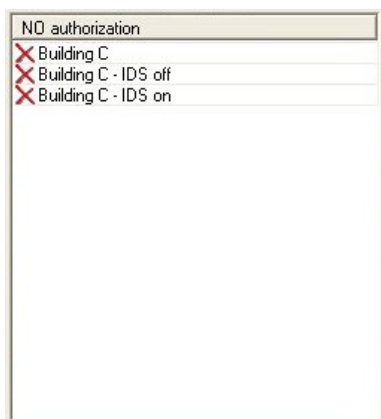 NO authorization
Building C
Building C - IDS off
Building C - IDS on